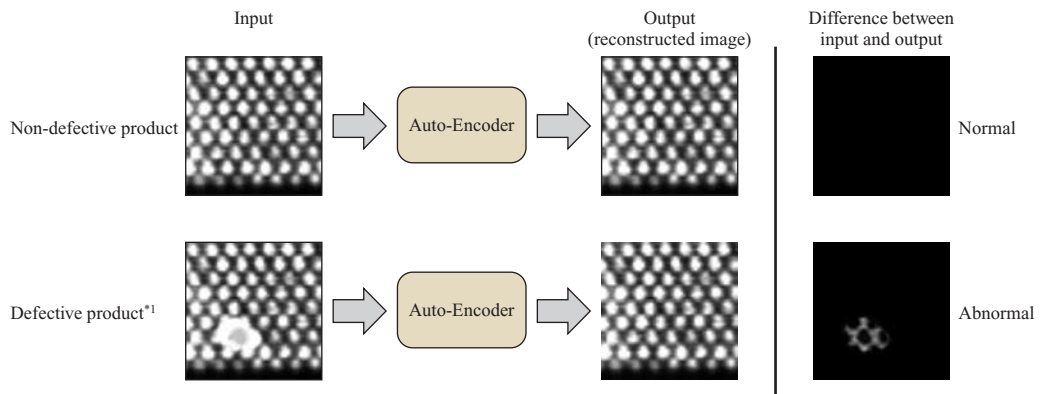 Input
Output
(reconstructed image)
Difference between
input and output
Non-defective product
Auto-Encoder
Normal
Defective product*1
Auto-Encoder
Abnormal